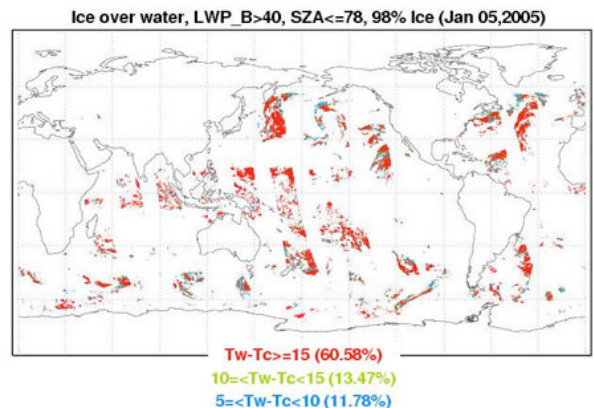 Ice over water, LWP_B>40, SZA<=78, 98% Ice (Jan 05,2005)
Tw-Tc>=15 (60.58%)
10=<Tw-Tc<15 (13.47%)
5=<Tw-Tc<10 (11.78%)